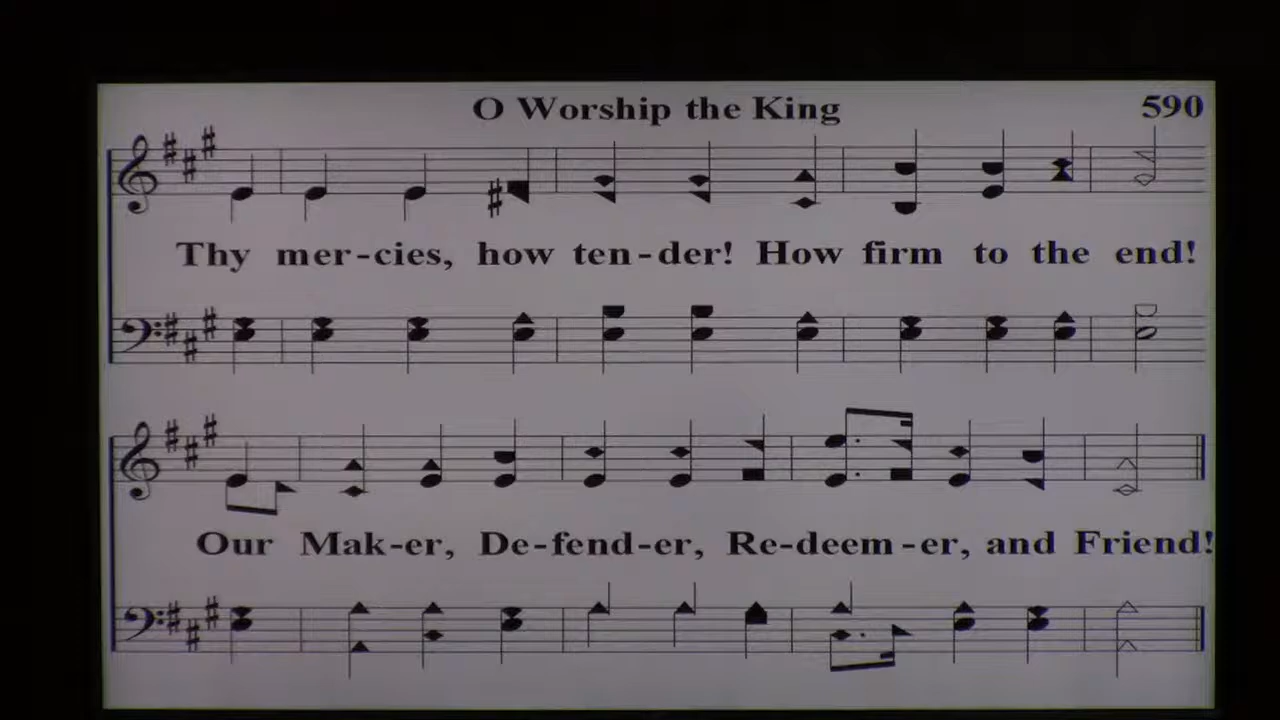 O Worship the King 590
Thy mer-cies, how ten-der! How firm to the end!
Our Mak-er, De-fend-er, Re-deem-er, and Friend!